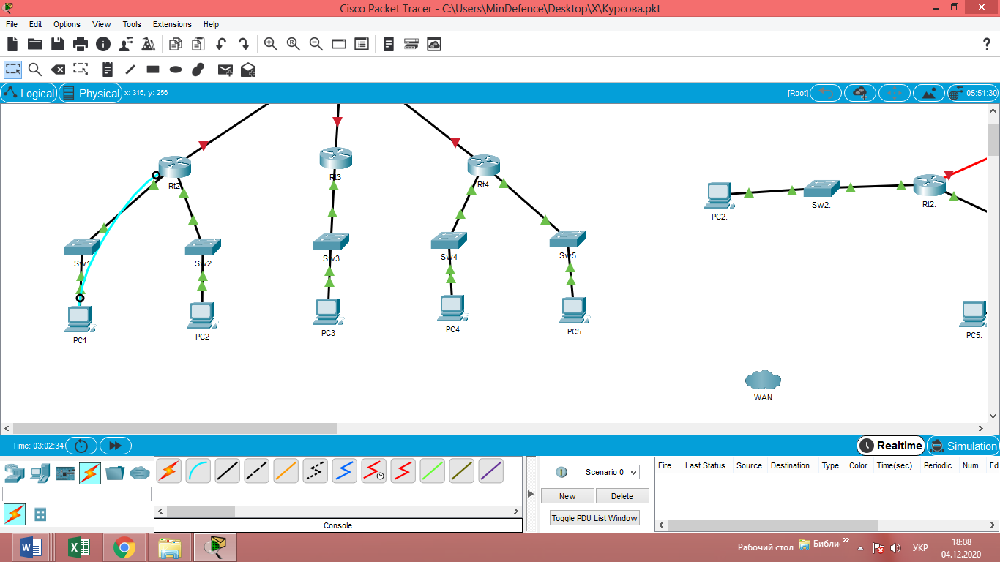 Cisco Packet Tracer - C:\Users\MinDefence\Desktop\X\Курсова.pkt
File Edit Options View Tools Extensions Help
Logical Physical x: 316, y: 256 [Root] 05:51:30
Rt2
Rt3
Rt4
Rt2.
PC2.
Sw2.
Sw1
Sw2
Sw3
Sw4
Sw5
PC1
PC2
PC3
PC4
PC5
PC5.
WAN
Time: 03:02:34 Realtime Simulation
Scenario 0
New Delete
Toggle PDU List Window
Fire Last Status Source Destination Type Color Time(sec) Periodic Num Ed
Console
Рабочий стол Библи » УКР 18:08
04.12.2020